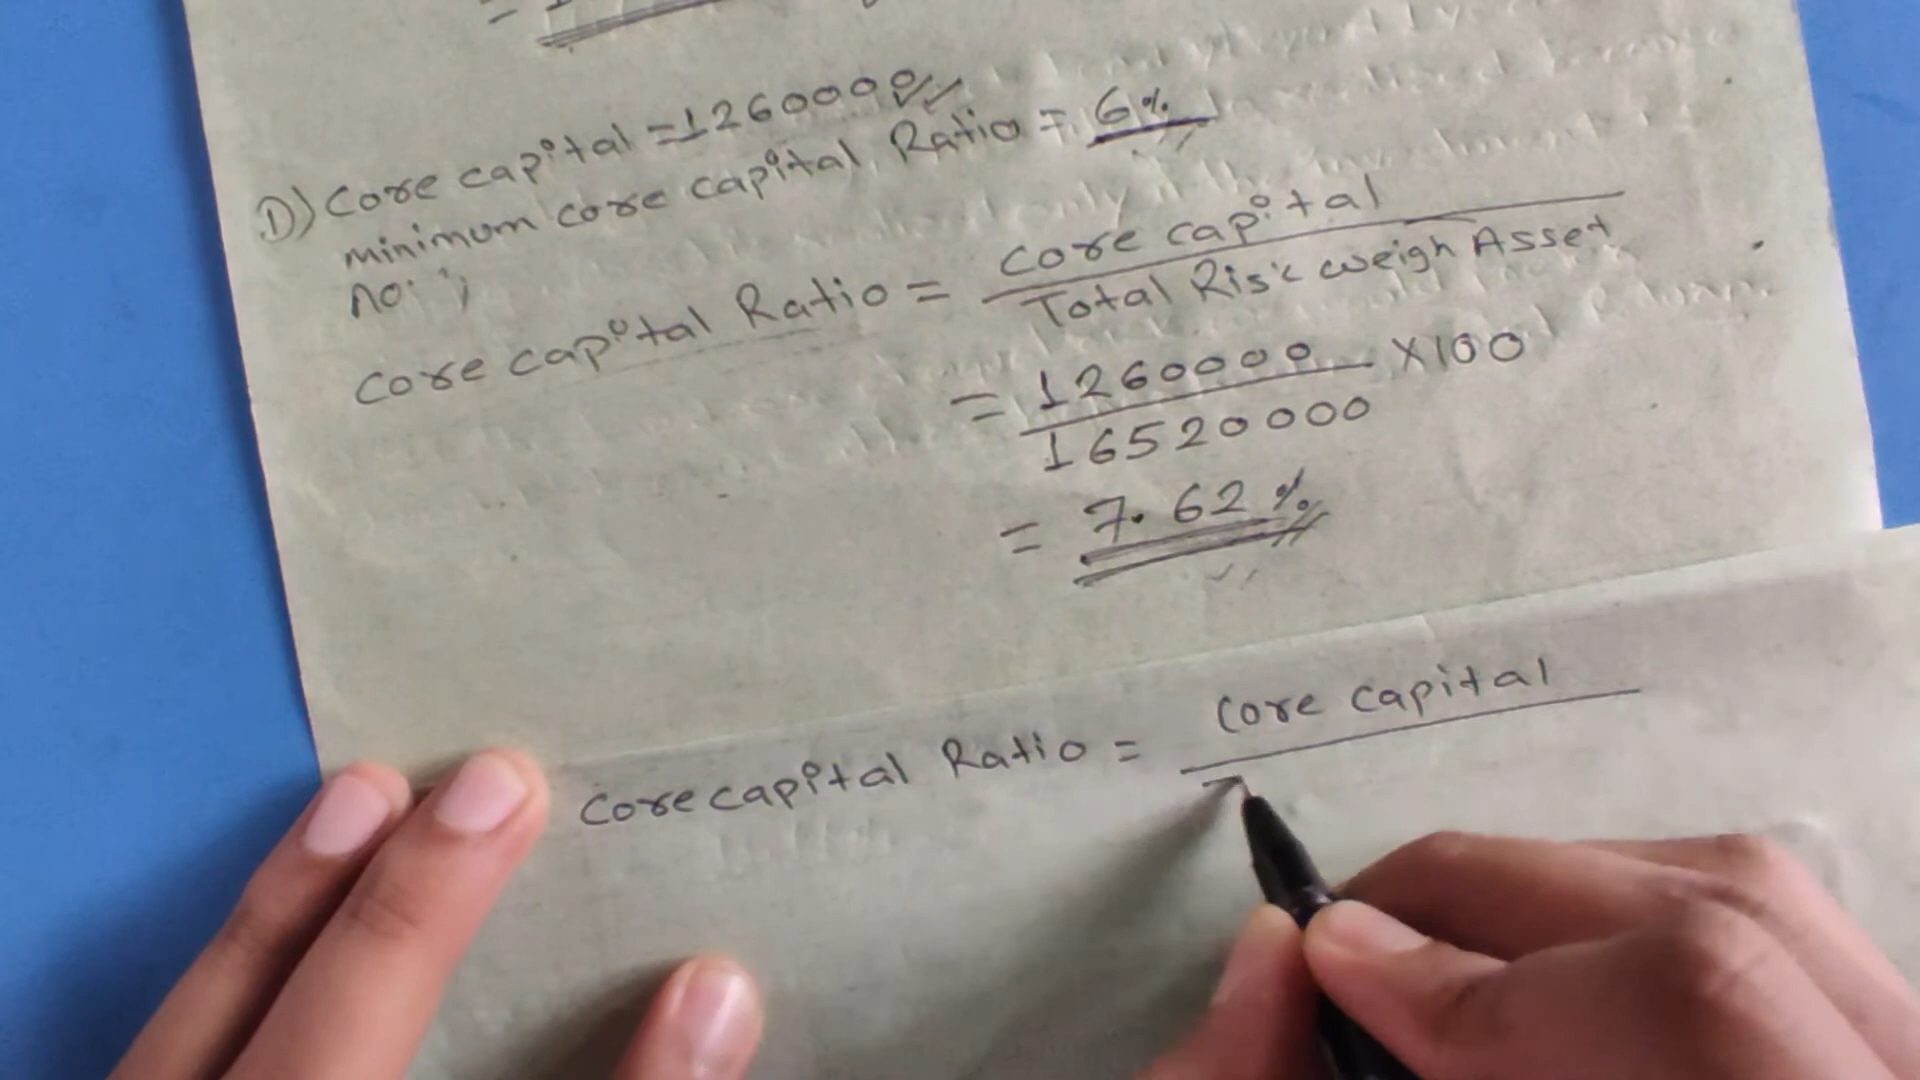 D) Core capital = 1260000
minimum core capital Ratio = 6%
no:
core capital Ratio = core capital
Total Risk weigh Asset
= 1260000 X100
16520000
= 7.62%
Core capital Ratio = Core capital